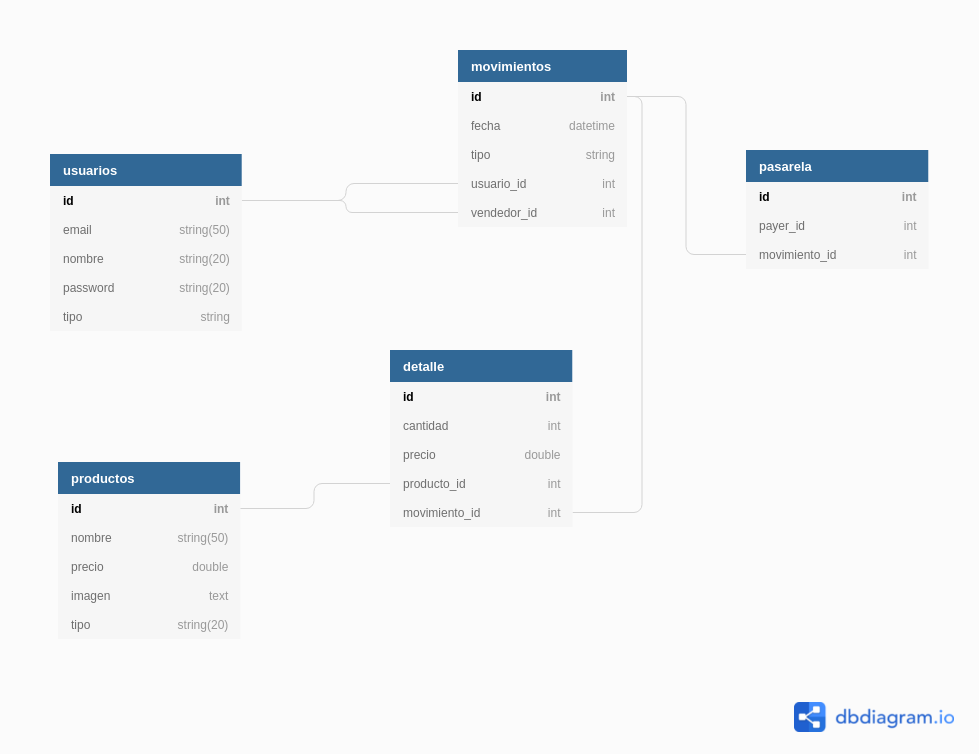 movimientos
id int
fecha datetime
tipo string
usuario_id int
vendedor_id int
usuarios
id int
email string(50)
nombre string(20)
password string(20)
tipo string
pasarela
id int
payer_id int
movimiento_id int
detalle
id int
cantidad int
precio double
producto_id int
movimiento_id int
productos
id int
nombre string(50)
precio double
imagen text
tipo string(20)
dbdiagram.io